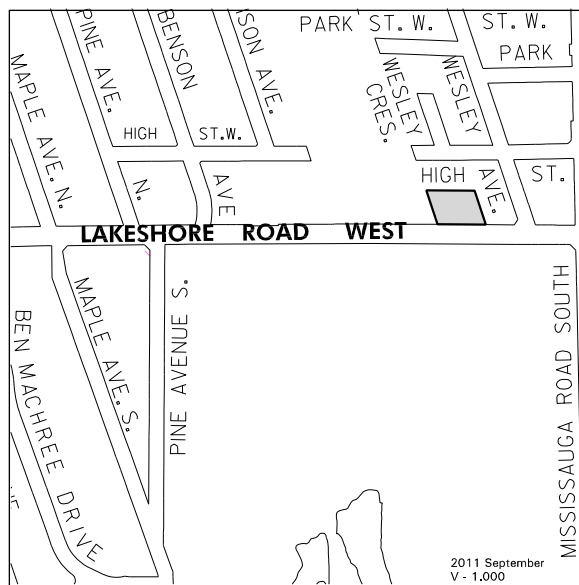 PARK ST. W.
ST. W.
PARK
PINE AVE.
BENSON
SON AVE.
MAPLE AVE. N.
WESLEY
CRES.
WESLEY
HIGH ST.W.
HIGH ST.
AVE.
N.
AVE
LAKESHORE ROAD WEST
MAPLE AVE. S.
PINE AVENUE S.
BEN MACHREE DRIVE
MISSISSAUGA ROAD SOUTH
2011 September
V - 1.000